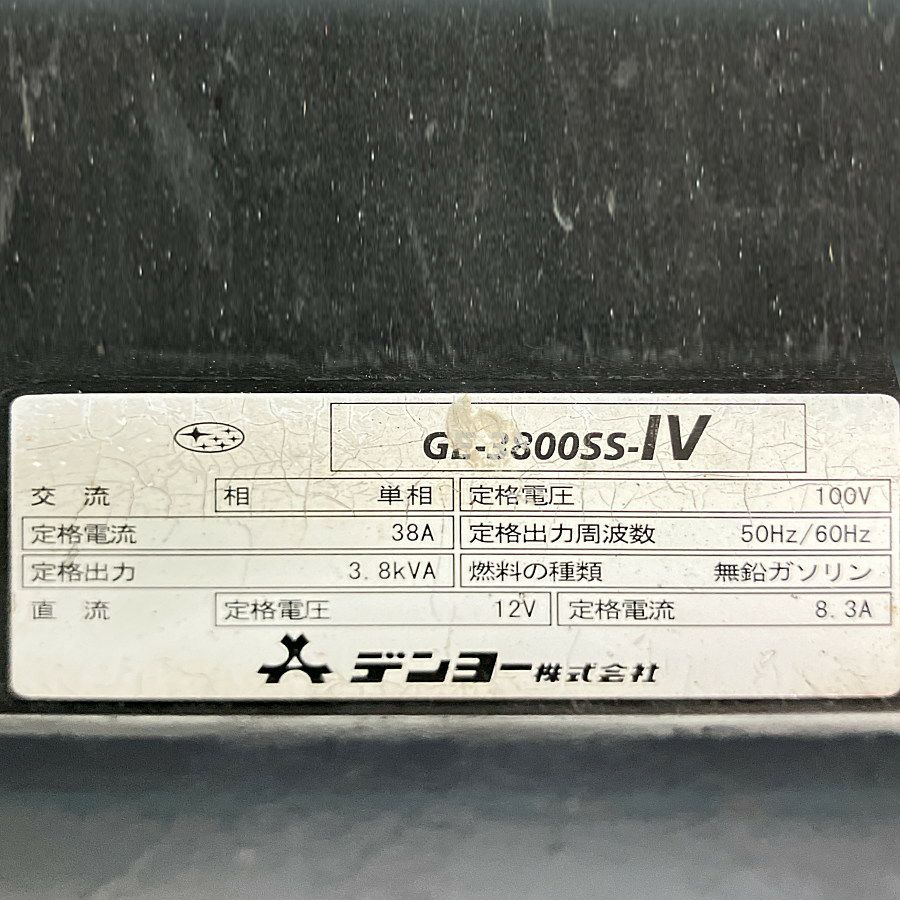 GE-3800SS-IV
交流 相 単相 定格電圧 100V
定格電流 38A 定格出力周波数 50Hz/60Hz
定格出力 3.8kVA 燃料の種類 無鉛ガソリン
直流 定格電圧 12V 定格電流 8.3A
デンヨー株式会社